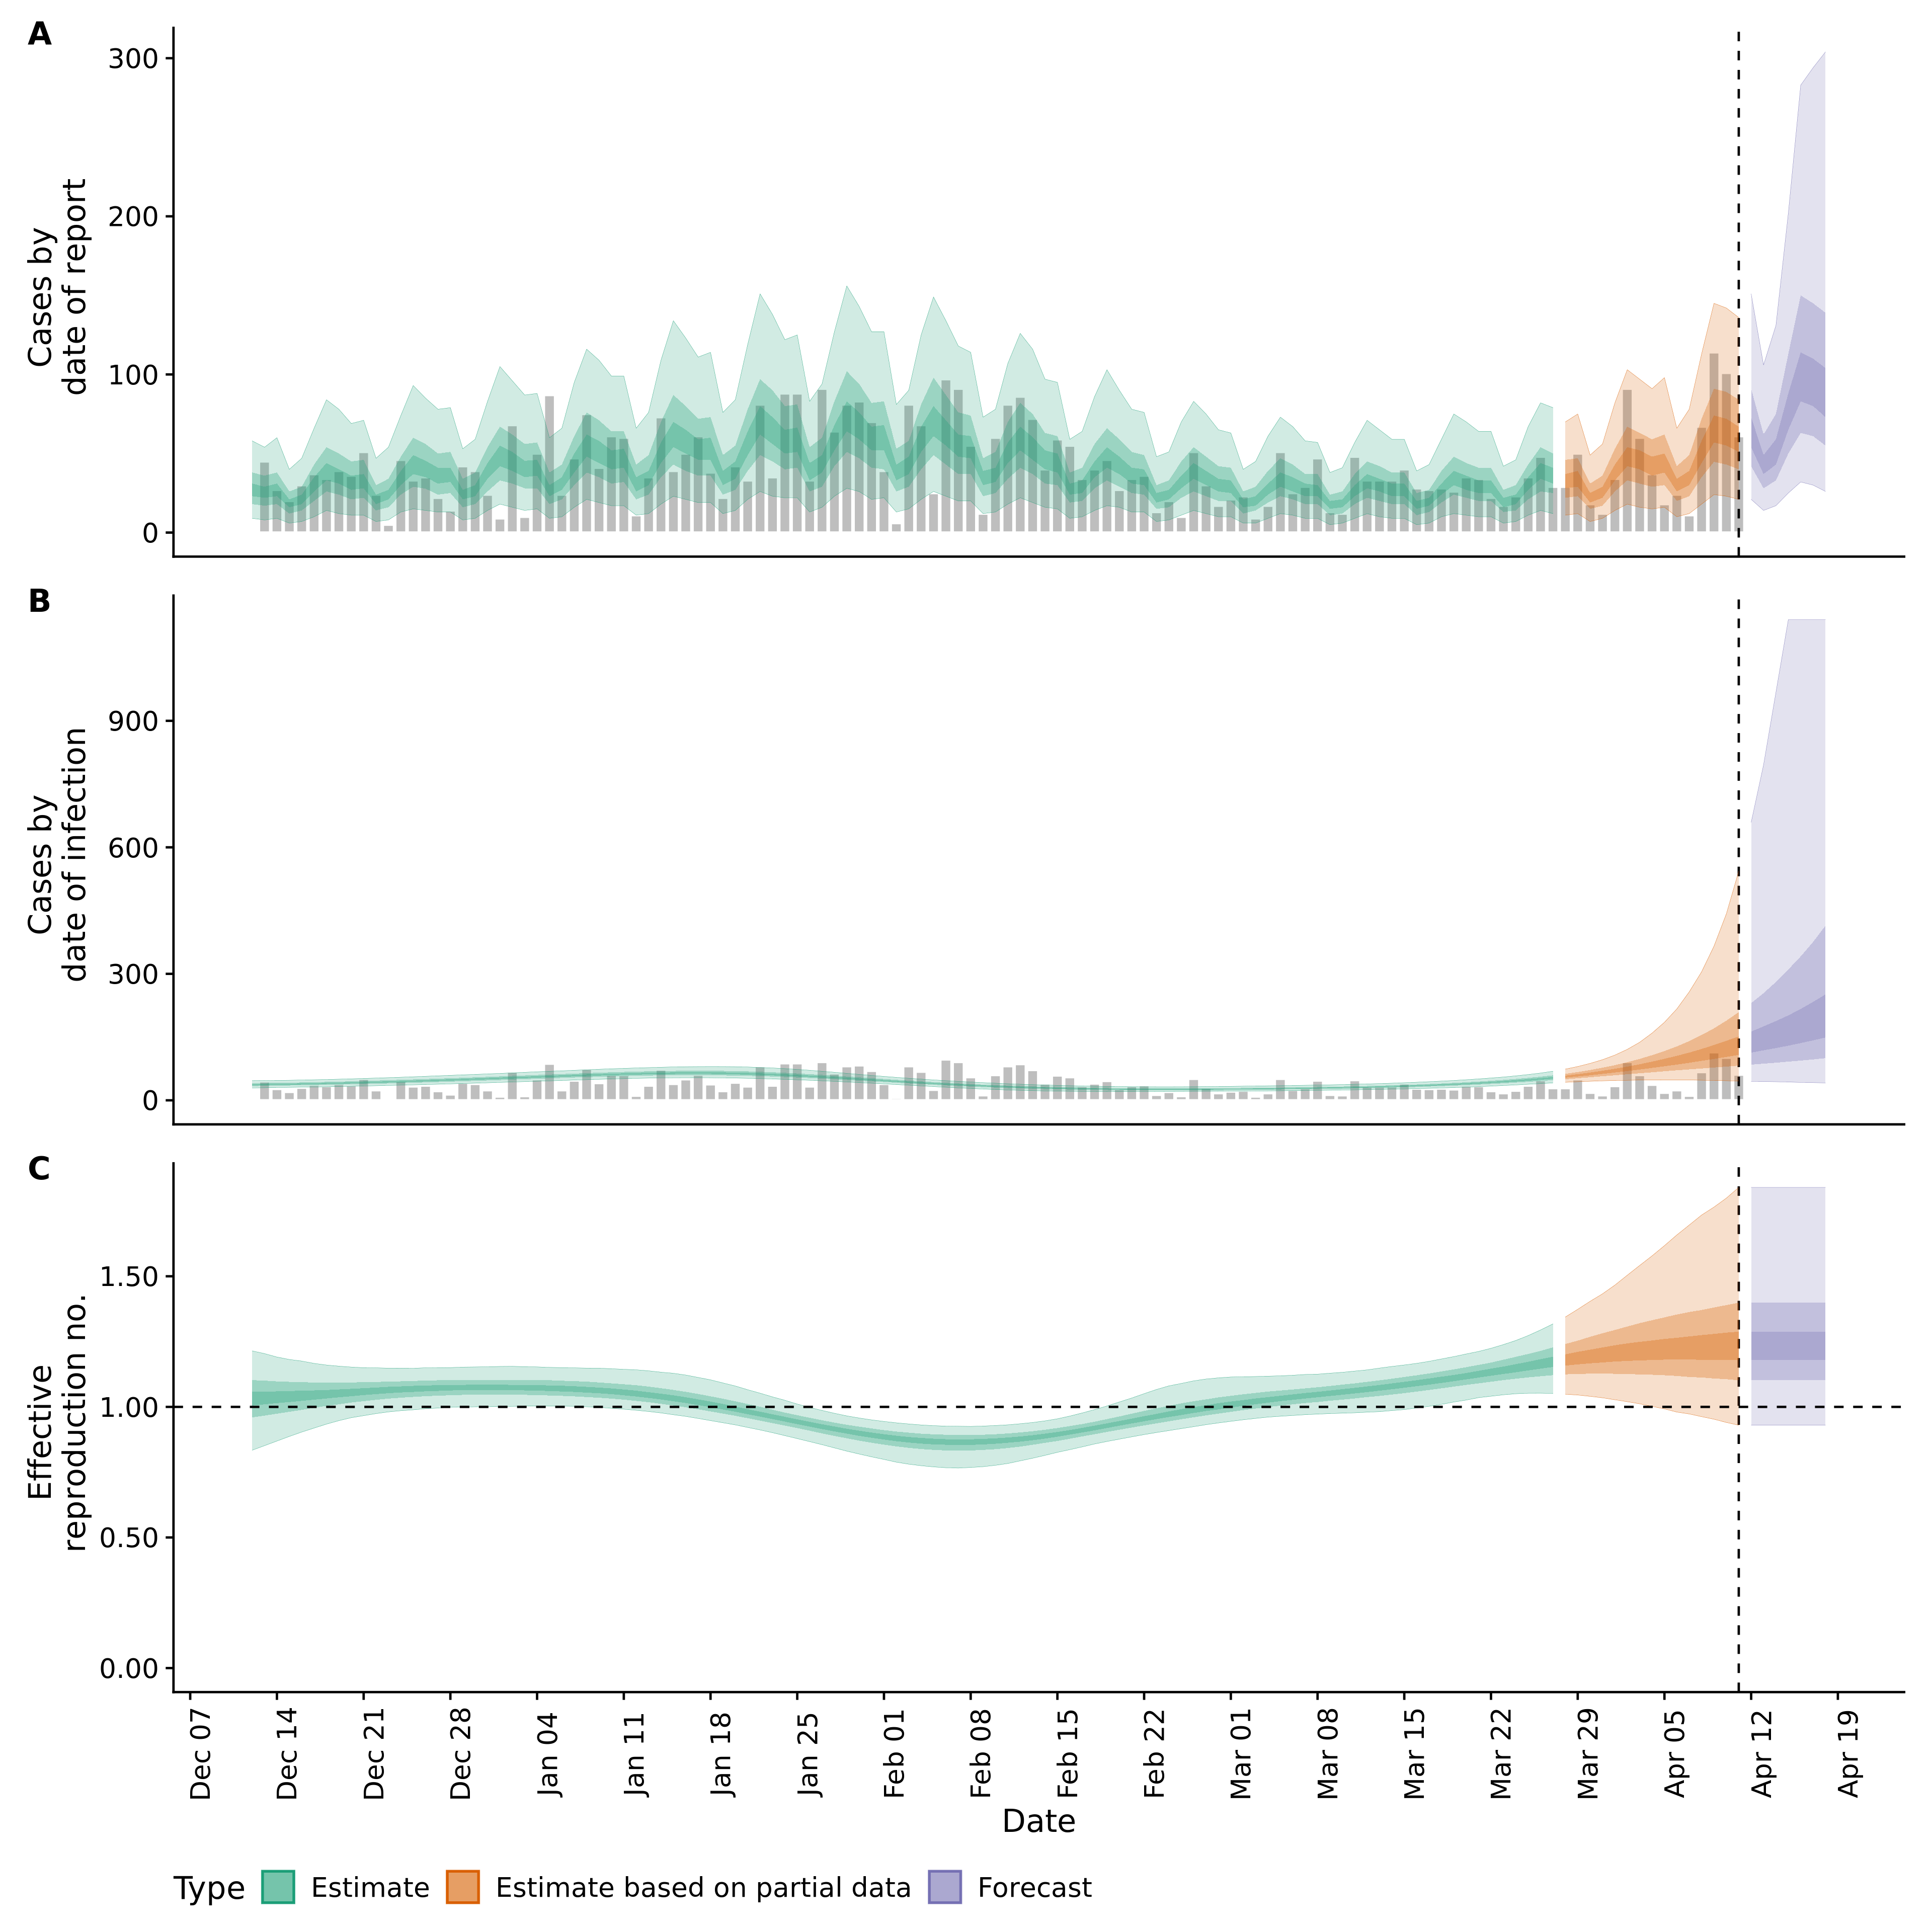 A
300
200
100
0
Cases by
date of report
B
900
600
300
0
Cases by
date of infection
C
1.50
1.00
0.50
0.00
Effective
reproduction no.
Dec 07
Dec 14
Dec 21
Dec 28
Jan 04
Jan 11
Jan 18
Jan 25
Feb 01
Feb 08
Feb 15
Feb 22
Mar 01
Mar 08
Mar 15
Mar 22
Mar 29
Apr 05
Apr 12
Apr 19
Date
Type Estimate Estimate based on partial data Forecast